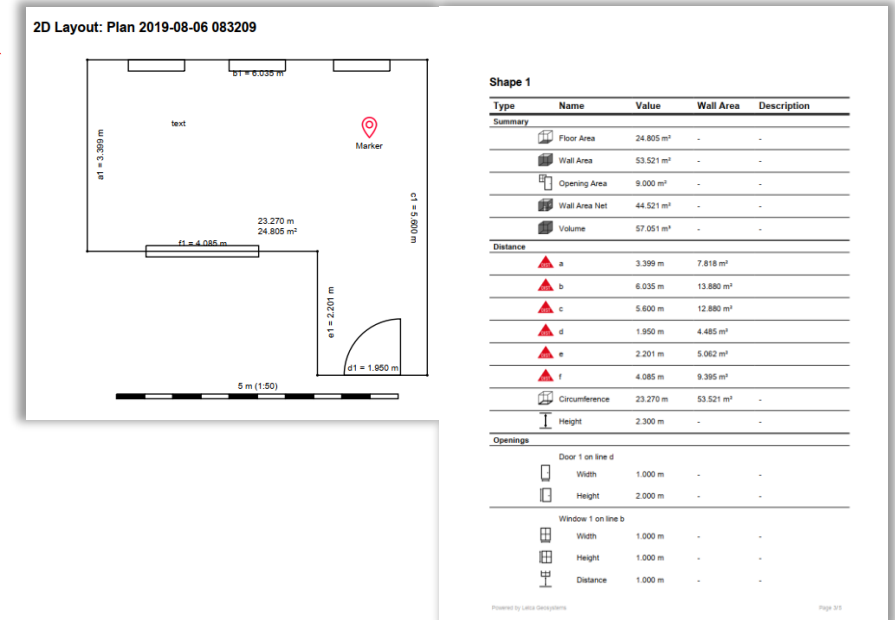 2D Layout: Plan 2019-08-06 083209
b1 = 6.035 m
text
Marker
a1 = 3.399 m
c1 = 5.600 m
23.270 m
24.805 m²
f1 = 4.085 m
e1 = 2.201 m
d1 = 1.950 m
5 m (1:50)
Shape 1
Type Name Value Wall Area Description
Summary
Floor Area 24.805 m² - -
Wall Area 53.521 m² - -
Opening Area 9.000 m² - -
Wall Area Net 44.521 m² - -
Volume 57.051 m³ - -
Distance
a 3.399 m 7.818 m²
b 6.035 m 13.880 m²
c 5.600 m 12.880 m²
d 1.950 m 4.485 m²
e 2.201 m 5.062 m²
f 4.085 m 9.395 m²
Circumference 23.270 m 53.521 m² -
Height 2.300 m - -
Openings
Door 1 on line d
Width 1.000 m - -
Height 2.000 m - -
Window 1 on line b
Width 1.000 m - -
Height 1.000 m - -
Distance 1.000 m - -
Powered by Leica Geosystems Page 3/5